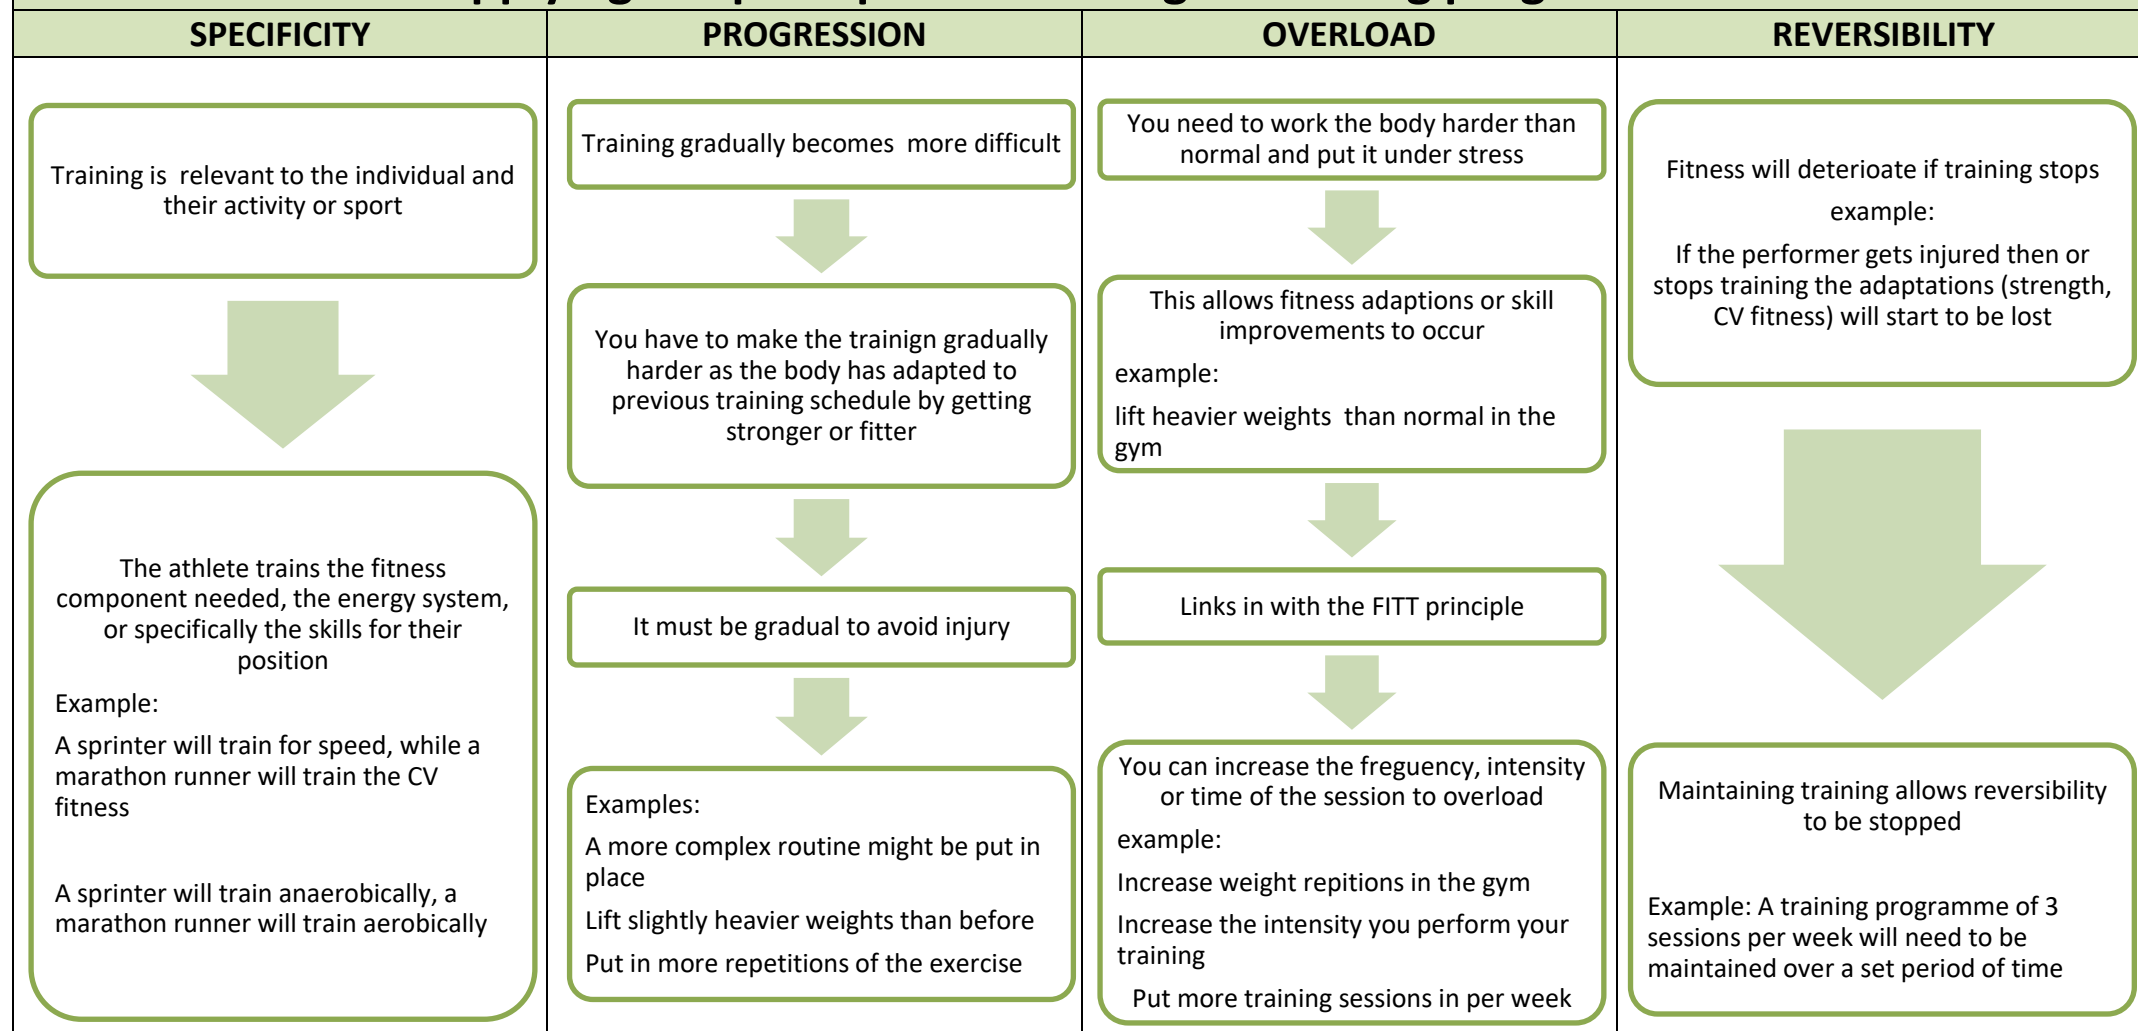 SPECIFICITY
Training is relevant to the individual and
their activity or sport
The athlete trains the fitness
component needed, the energy system,
or specifically the skills for their
position
Example:
A sprinter will train for speed, while a
marathon runner will train the CV
fitness
A sprinter will train anaerobically, a
marathon runner will train aerobically
PROGRESSION
Training gradually becomes more difficult
You have to make the trainign gradually
harder as the body has adapted to
previous training schedule by getting
stronger or fitter
It must be gradual to avoid injury
Examples:
A more complex routine might be put in
place
Lift slightly heavier weights than before
Put in more repetitions of the exercise
OVERLOAD
You need to work the body harder than
normal and put it under stress
This allows fitness adaptions or skill
improvements to occur
example:
lift heavier weights than normal in the
gym
Links in with the FITT principle
You can increase the freguency, intensity
or time of the session to overload
example:
Increase weight repitions in the gym
Increase the intensity you perform your
training
Put more training sessions in per week
REVERSIBILITY
Fitness will deterioate if training stops
example:
If the performer gets injured then or
stops training the adaptations (strength,
CV fitness) will start to be lost
Maintaining training allows reversibility
to be stopped
Example: A training programme of 3
sessions per week will need to be
maintained over a set period of time